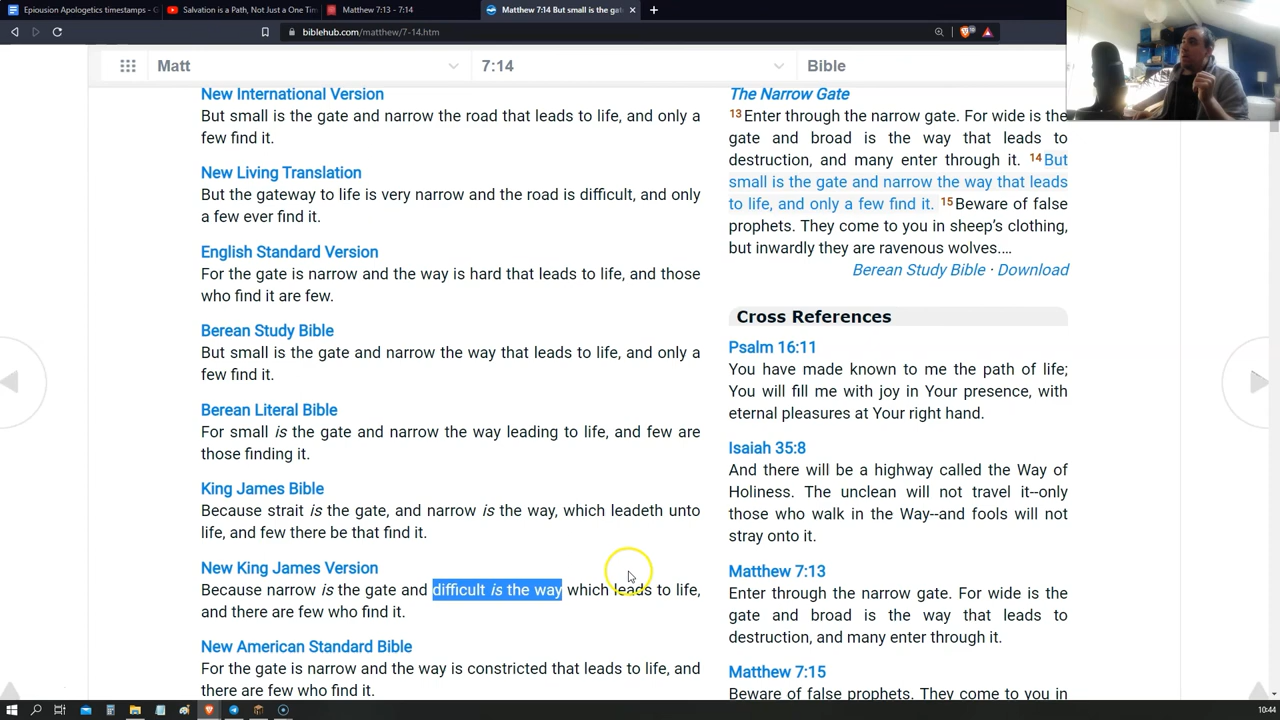 Epiousion Apologetics timestamps - G
Salvation is a Path, Not Just a One Tim
Matthew 7:13 - 7:14
Matthew 7:14 But small is the ga
biblehub.com/matthew/7-14.htm
Matt
7:14
Bible
New International Version
But small is the gate and narrow the road that leads to life, and only a
few find it.
New Living Translation
But the gateway to life is very narrow and the road is difficult, and only
a few ever find it.
English Standard Version
For the gate is narrow and the way is hard that leads to life, and those
who find it are few.
Berean Study Bible
But small is the gate and narrow the way that leads to life, and only a
few find it.
Berean Literal Bible
For small is the gate and narrow the way leading to life, and few are
those finding it.
King James Bible
Because strait is the gate, and narrow is the way, which leadeth unto
life, and few there be that find it.
New King James Version
Because narrow is the gate and difficult is the way which leads to life,
and there are few who find it.
New American Standard Bible
For the gate is narrow and the way is constricted that leads to life, and
there are few who find it.
The Narrow Gate
13Enter through the narrow gate. For wide is the
gate and broad is the way that leads to
destruction, and many enter through it. 14But
small is the gate and narrow the way that leads
to life, and only a few find it. 15Beware of false
prophets. They come to you in sheep’s clothing,
but inwardly they are ravenous wolves.…
Berean Study Bible · Download
Cross References
Psalm 16:11
You have made known to me the path of life;
You will fill me with joy in Your presence, with
eternal pleasures at Your right hand.
Isaiah 35:8
And there will be a highway called the Way of
Holiness. The unclean will not travel it--only
those who walk in the Way--and fools will not
stray onto it.
Matthew 7:13
Enter through the narrow gate. For wide is the
gate and broad is the way that leads to
destruction, and many enter through it.
Matthew 7:15
Beware of false prophets. They come to you in
10:44